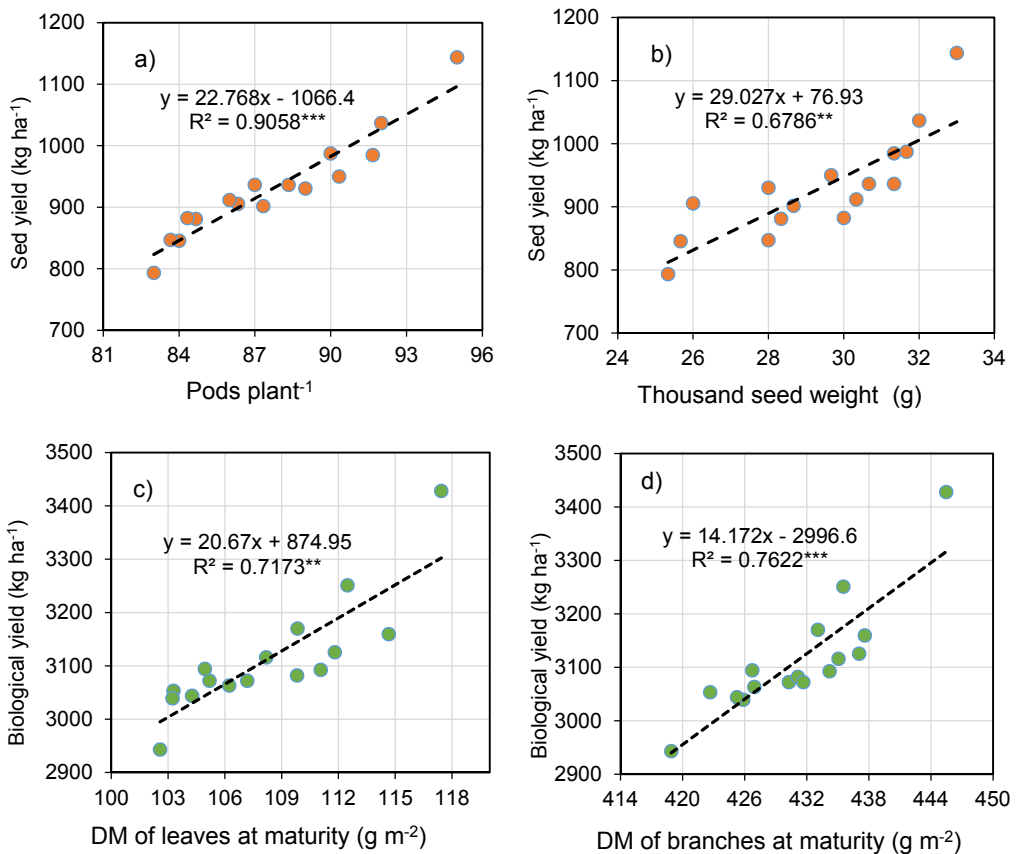 a)
y = 22.768x - 1066.4
R² = 0.9058***
Sed yield (kg ha⁻¹)
1200
1100
1000
900
800
700
81 84 87 90 93 96
Pods plant⁻¹
b)
y = 29.027x + 76.93
R² = 0.6786**
Sed yield (kg ha⁻¹)
1200
1100
1000
900
800
700
24 26 28 30 32 34
Thousand seed weight (g)
c)
y = 20.67x + 874.95
R² = 0.7173**
Biological yield (kg ha⁻¹)
3500
3400
3300
3200
3100
3000
2900
100 103 106 109 112 115 118
DM of leaves at maturity (g m⁻²)
d)
y = 14.172x - 2996.6
R² = 0.7622***
Biological yield (kg ha⁻¹)
3500
3400
3300
3200
3100
3000
2900
414 420 426 432 438 444 450
DM of branches at maturity (g m⁻²)